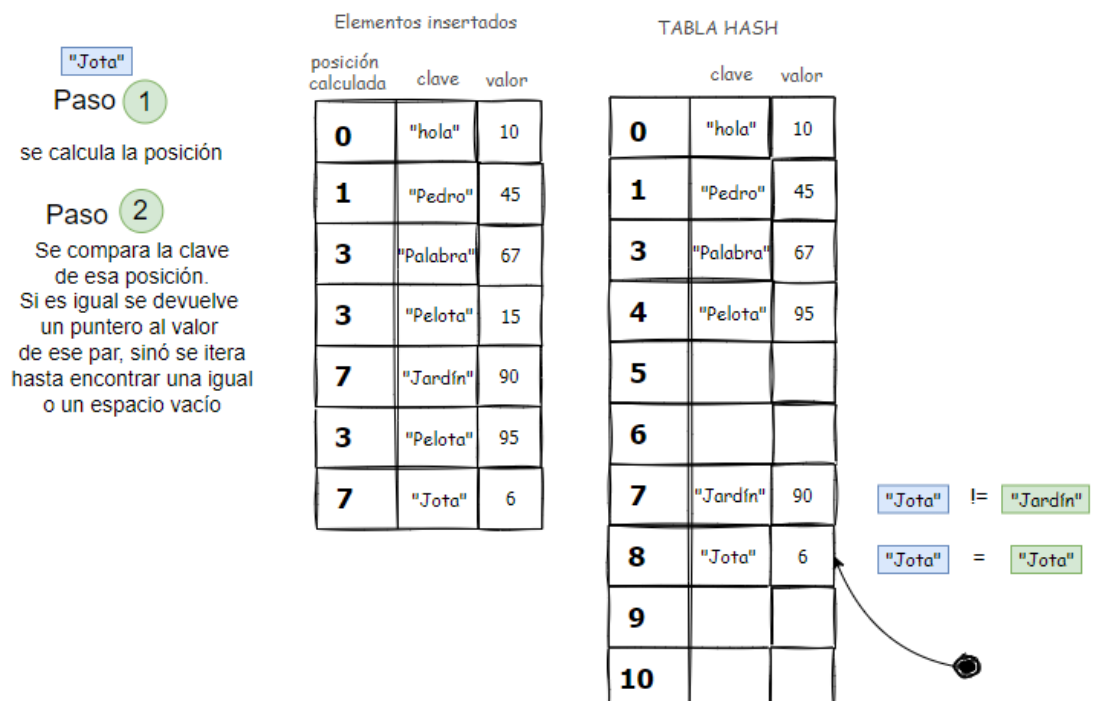 "Jota"
Paso 1
se calcula la posición
Paso 2
Se compara la clave
de esa posición.
Si es igual se devuelve
un puntero al valor
de ese par, sinó se itera
hasta encontrar una igual
o un espacio vacío
Elementos insertados
posición
calculada clave valor
0 "hola" 10
1 "Pedro" 45
3 "Palabra" 67
3 "Pelota" 15
7 "Jardín" 90
3 "Pelota" 95
7 "Jota" 6
TABLA HASH
clave valor
0 "hola" 10
1 "Pedro" 45
3 "Palabra" 67
4 "Pelota" 95
5
6
7 "Jardín" 90
8 "Jota" 6
9
10
"Jota" != "Jardín"
"Jota" = "Jota"